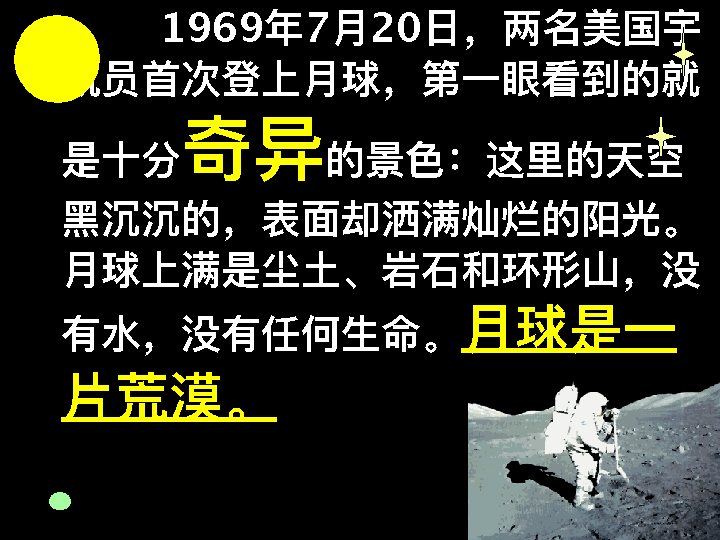 1969年7月20日，两名美国宇
航员首次登上月球，第一眼看到的就
是十分奇异的景色：这里的天空
黑沉沉的，表面却洒满灿烂的阳光。
月球上满是尘土、岩石和环形山，没
有水，没有任何生命。月球是一
片荒漠。